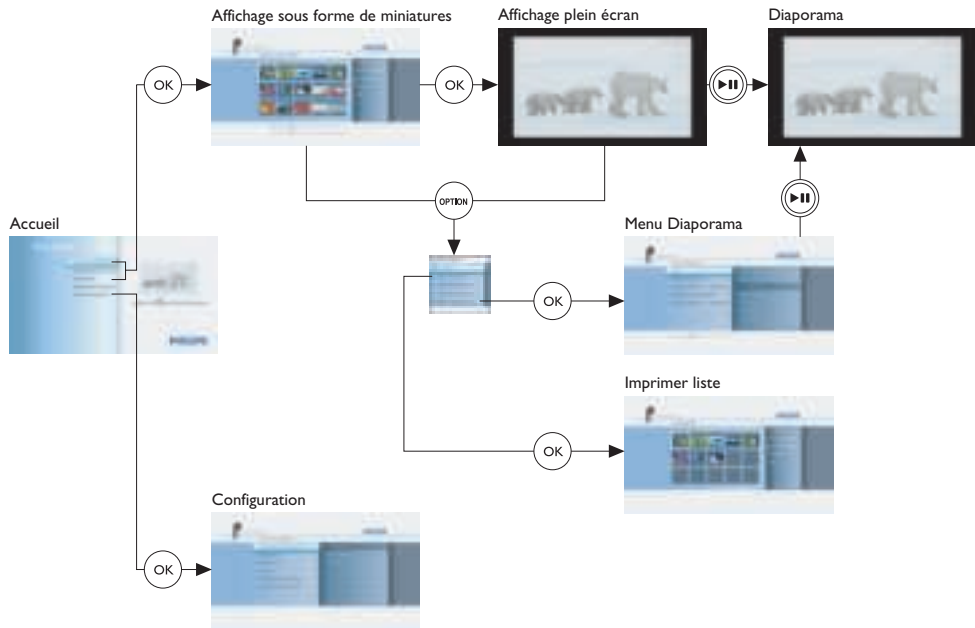 Affichage sous forme de miniatures
Affichage plein écran
Diaporama
OK
OK
OPTION
Accueil
Menu Diaporama
OK
PHILIPS
Imprimer liste
OK
Configuration
OK